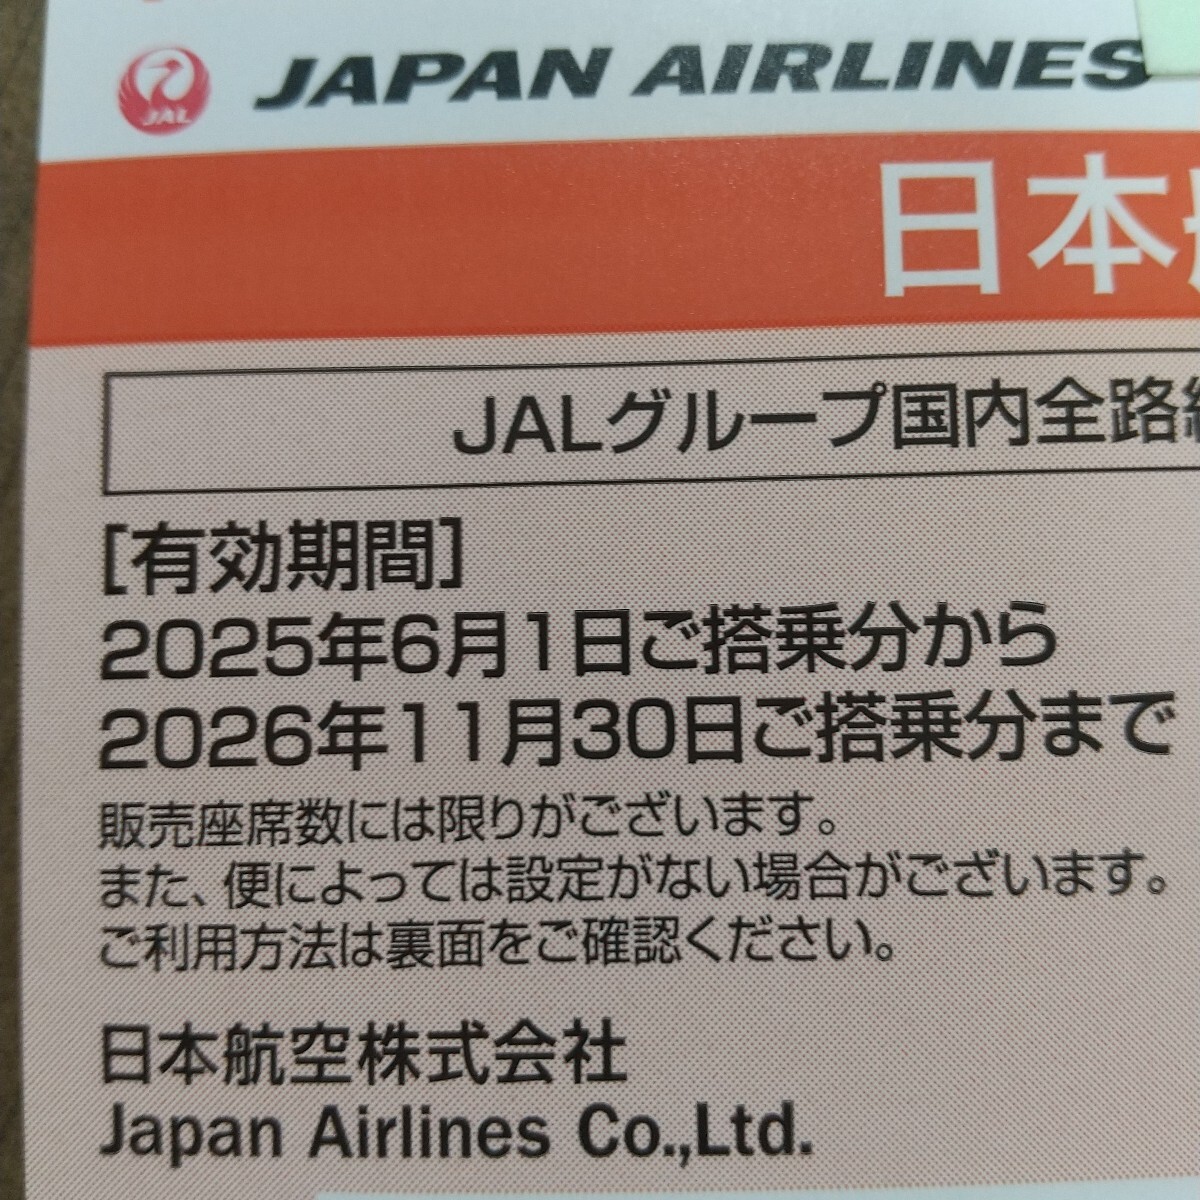 JAL
JAPAN AIRLINES
日本
JALグループ国内全路
[有効期間]
2025年6月1日ご搭乗分から
2026年11月30日ご搭乗分まで
販売座席数には限りがございます。
また、便によっては設定がない場合がございます。
ご利用方法は裏面をご確認ください。
日本航空株式会社
Japan Airlines Co.,Ltd.